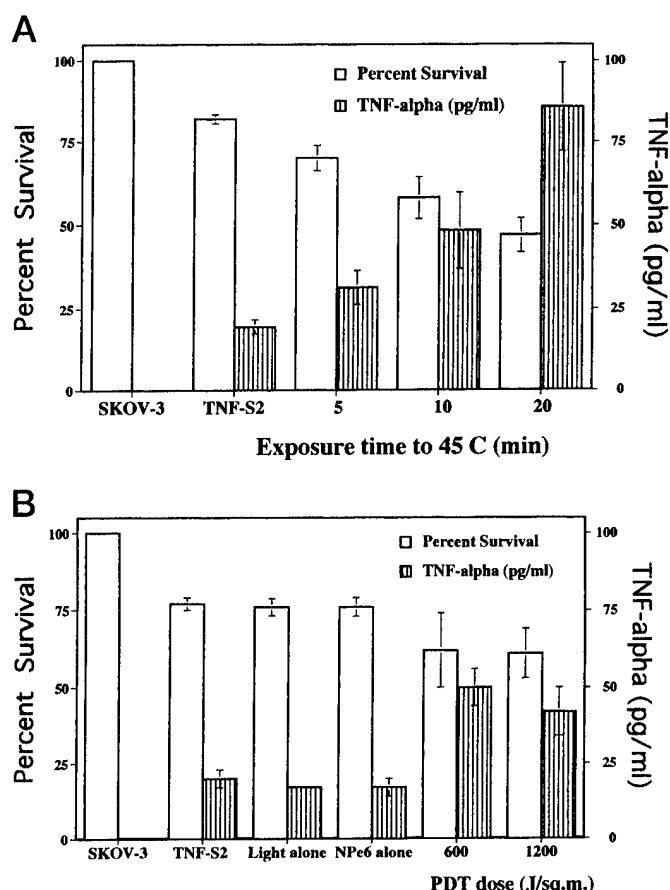 A
Percent Survival
TNF-alpha (pg/ml)
100
75
50
25
0
Percent Survival
100
75
50
25
0
TNF-alpha (pg/ml)
SKOV-3 TNF-S2 5 10 20
Exposure time to 45 C (min)
B
Percent Survival
TNF-alpha (pg/ml)
100
75
50
25
0
Percent Survival
100
75
50
25
0
TNF-alpha (pg/ml)
SKOV-3 TNF-S2 Light alone NPe6 alone 600 1200
PDT dose (J/sq.m.)